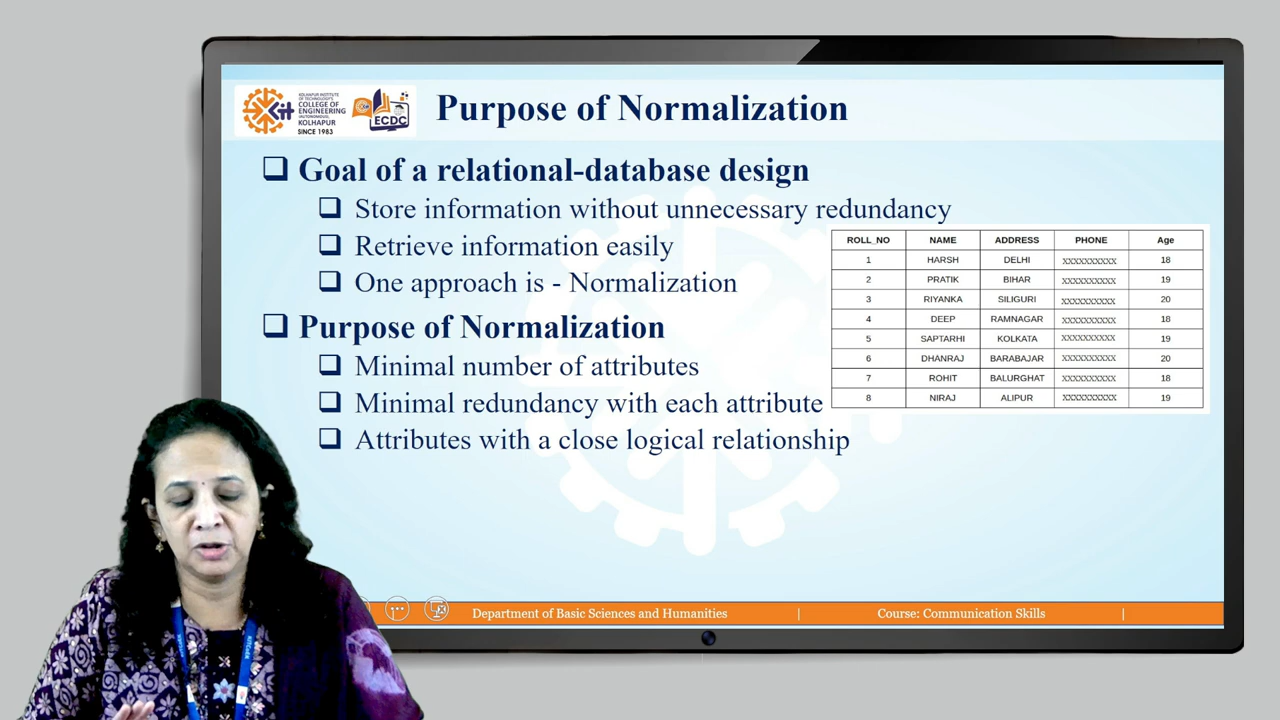 KOLHAPUR INSTITUTE
OF TECHNOLOGY'S
COLLEGE OF
ENGINEERING
(AUTONOMOUS),
KOLHAPUR
SINCE 1983
ECDC
Purpose of Normalization
Goal of a relational-database design
Store information without unnecessary redundancy
Retrieve information easily
One approach is - Normalization
Purpose of Normalization
Minimal number of attributes
Minimal redundancy with each attribute
Attributes with a close logical relationship
ROLL_NO NAME ADDRESS PHONE Age
1 HARSH DELHI XXXXXXXXXX 18
2 PRATIK BIHAR XXXXXXXXXX 19
3 RIYANKA SILIGURI XXXXXXXXXX 20
4 DEEP RAMNAGAR XXXXXXXXXX 18
5 SAPTARHI KOLKATA XXXXXXXXXX 19
6 DHANRAJ BARABAJAR XXXXXXXXXX 20
7 ROHIT BALURGHAT XXXXXXXXXX 18
8 NIRAJ ALIPUR XXXXXXXXXX 19
Department of Basic Sciences and Humanities | Course: Communication Skills |